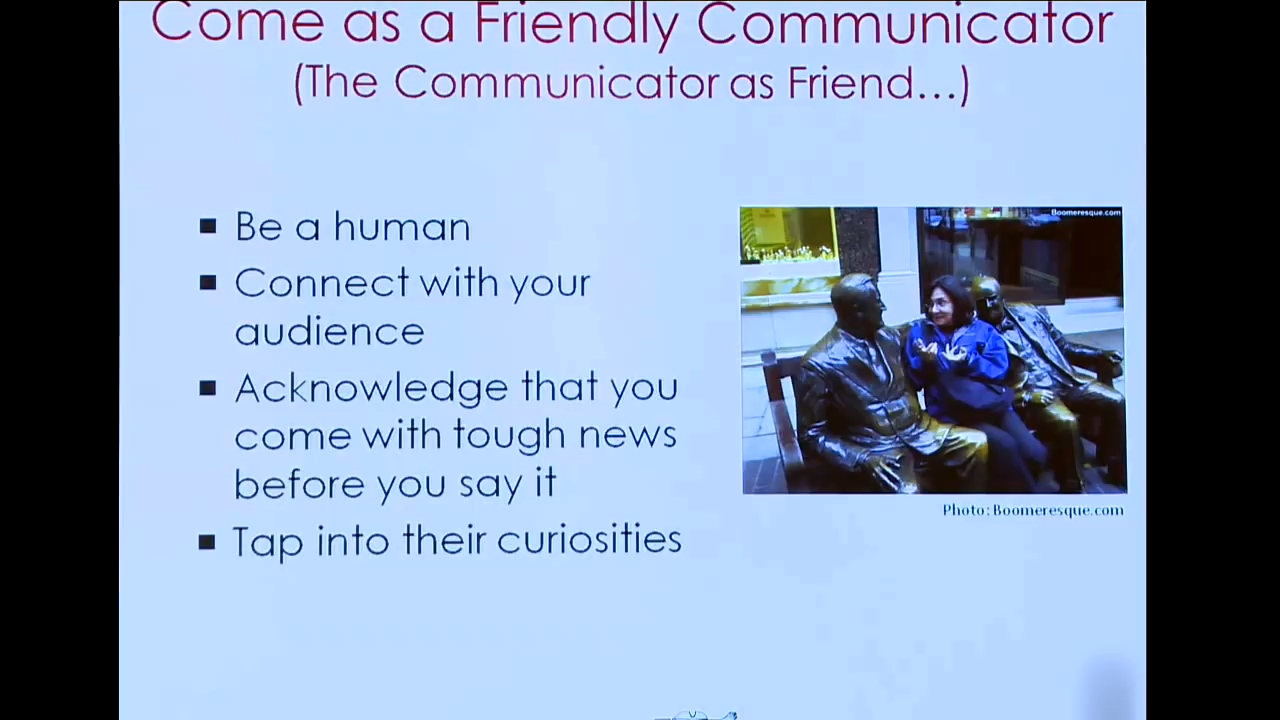 Come as a Friendly Communicator
(The Communicator as Friend...)
■ Be a human
■ Connect with your
audience
■ Acknowledge that you
come with tough news
before you say it
■ Tap into their curiosities
Boomeresque.com
Photo: Boomeresque.com